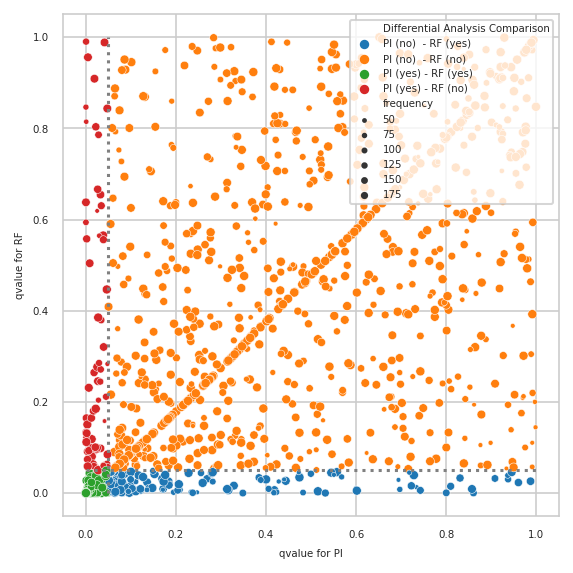 Differential Analysis Comparison
PI (no)  - RF (yes)
PI (no) - RF (no)
PI (yes) - RF (yes)
PI (yes) - RF (no)
frequency
50
75
100
125
150
175
1.0
0.8
0.6
0.4
0.2
0.0
qvalue for RF
0.0 0.2 0.4 0.6 0.8 1.0
qvalue for PI